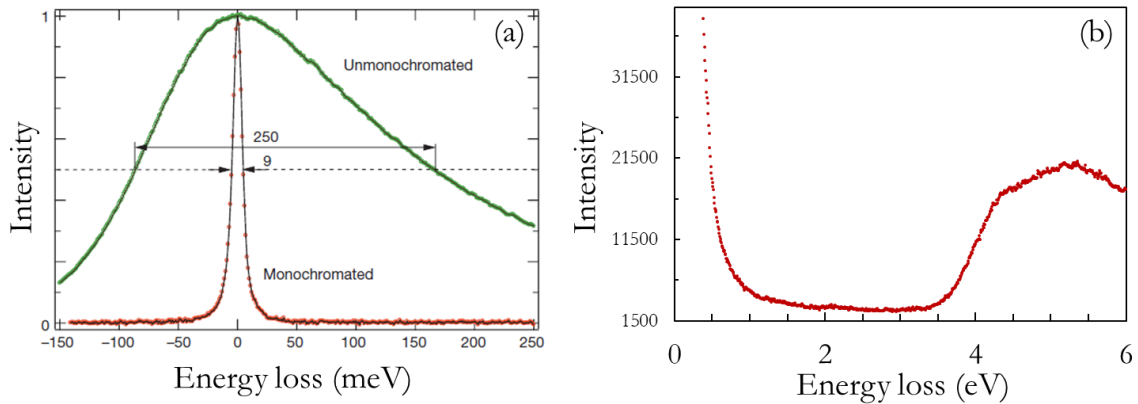 (a)
1
Unmonochromated
250
9
Monochromated
0
Intensity
−150 −100 −50 0 50 100 150 200 250
Energy loss (meV)
(b)
31500
21500
11500
1500
Intensity
0 2 4 6
Energy loss (eV)